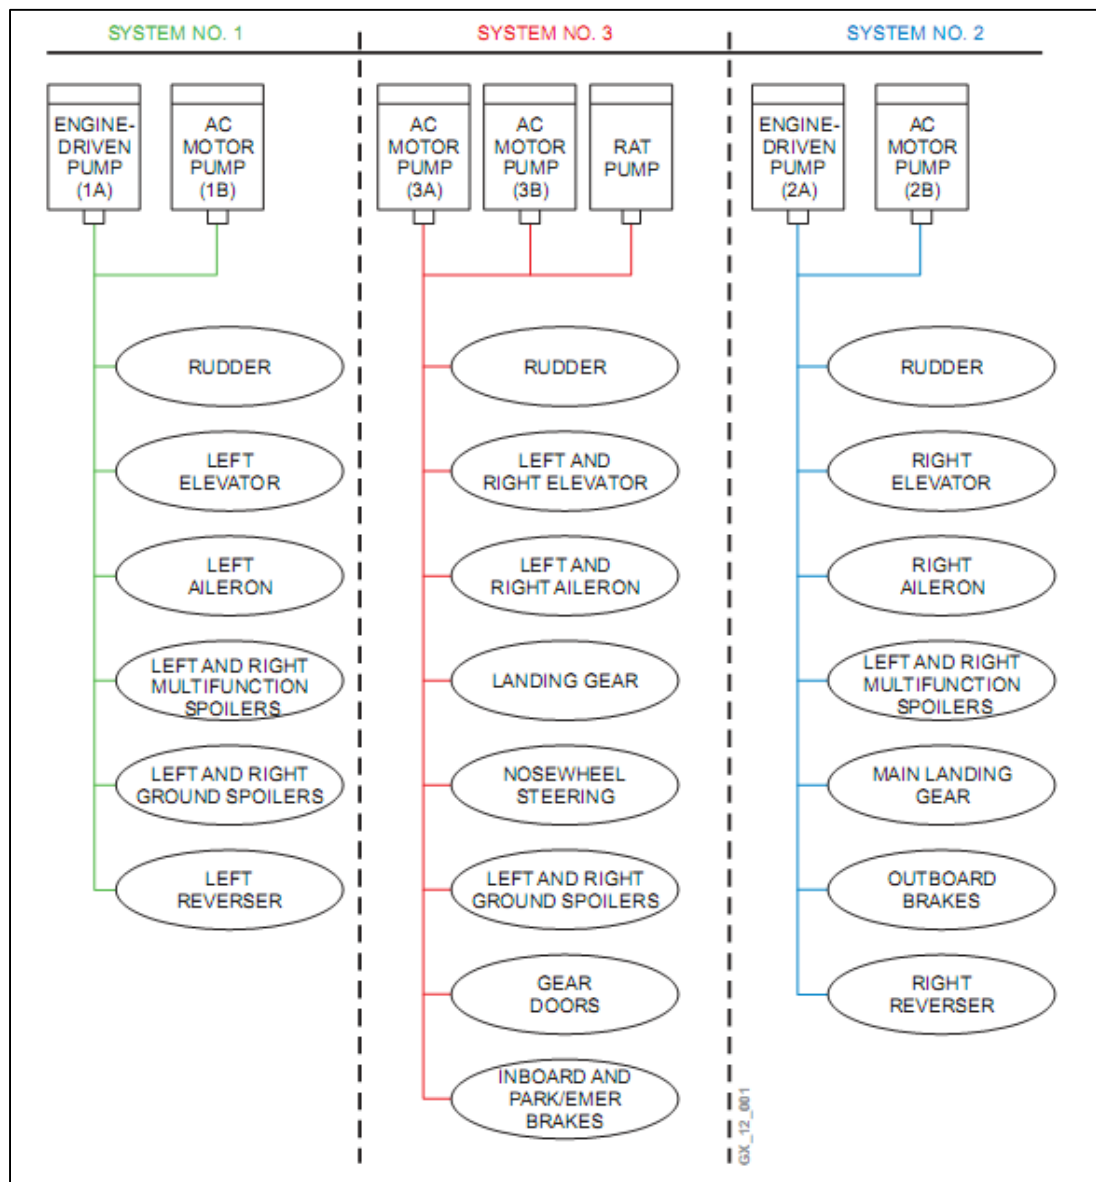 SYSTEM NO. 1
ENGINE-
DRIVEN
PUMP
(1A)
AC
MOTOR
PUMP
(1B)
RUDDER
LEFT
ELEVATOR
LEFT
AILERON
LEFT AND RIGHT
MULTIFUNCTION
SPOILERS
LEFT AND RIGHT
GROUND SPOILERS
LEFT
REVERSER
SYSTEM NO. 3
AC
MOTOR
PUMP
(3A)
AC
MOTOR
PUMP
(3B)
RAT
PUMP
RUDDER
LEFT AND
RIGHT ELEVATOR
LEFT AND
RIGHT AILERON
LANDING GEAR
NOSEWHEEL
STEERING
LEFT AND RIGHT
GROUND SPOILERS
GEAR
DOORS
INBOARD AND
PARK/EMER
BRAKES
SYSTEM NO. 2
ENGINE-
DRIVEN
PUMP
(2A)
AC
MOTOR
PUMP
(2B)
RUDDER
RIGHT
ELEVATOR
RIGHT
AILERON
LEFT AND RIGHT
MULTIFUNCTION
SPOILERS
MAIN LANDING
GEAR
OUTBOARD
BRAKES
RIGHT
REVERSER
GX_12_001